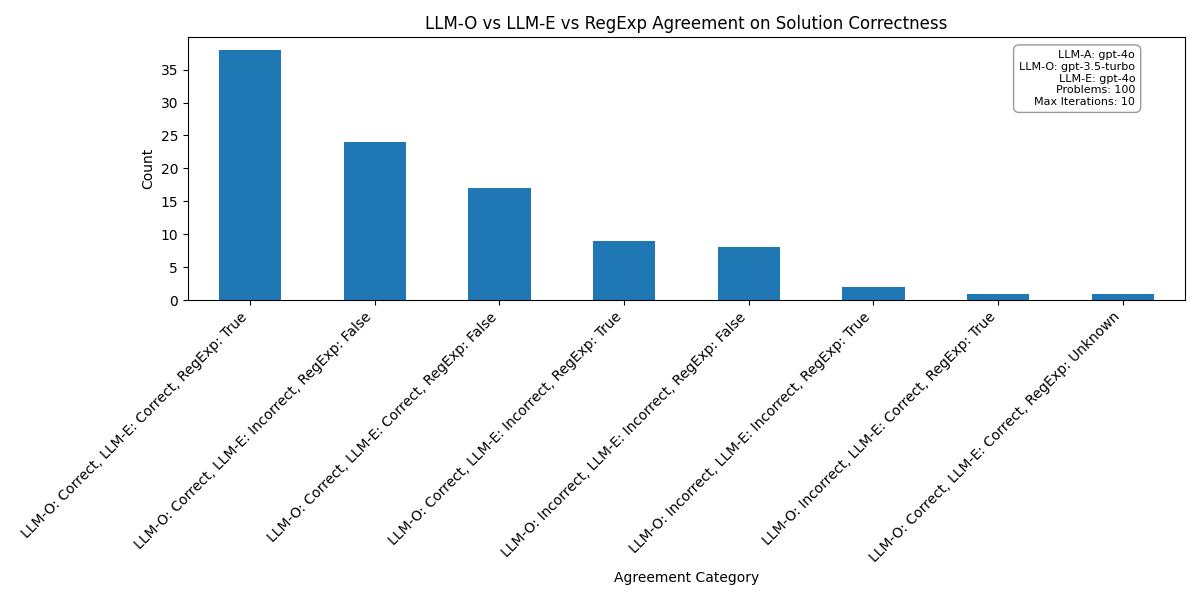 LLM-O vs LLM-E vs RegExp Agreement on Solution Correctness
LLM-A: gpt-4o
LLM-O: gpt-3.5-turbo
LLM-E: gpt-4o
Problems: 100
Max Iterations: 10
Count
35
30
25
20
15
10
5
0
LLM-O: Correct, LLM-E: Correct, RegExp: True
LLM-O: Correct, LLM-E: Incorrect, RegExp: False
LLM-O: Correct, LLM-E: Correct, RegExp: False
LLM-O: Correct, LLM-E: Incorrect, RegExp: True
LLM-O: Incorrect, LLM-E: Incorrect, RegExp: False
LLM-O: Incorrect, LLM-E: Incorrect, RegExp: True
LLM-O: Incorrect, LLM-E: Correct, RegExp: True
LLM-O: Correct, LLM-E: Correct, RegExp: Unknown
Agreement Category